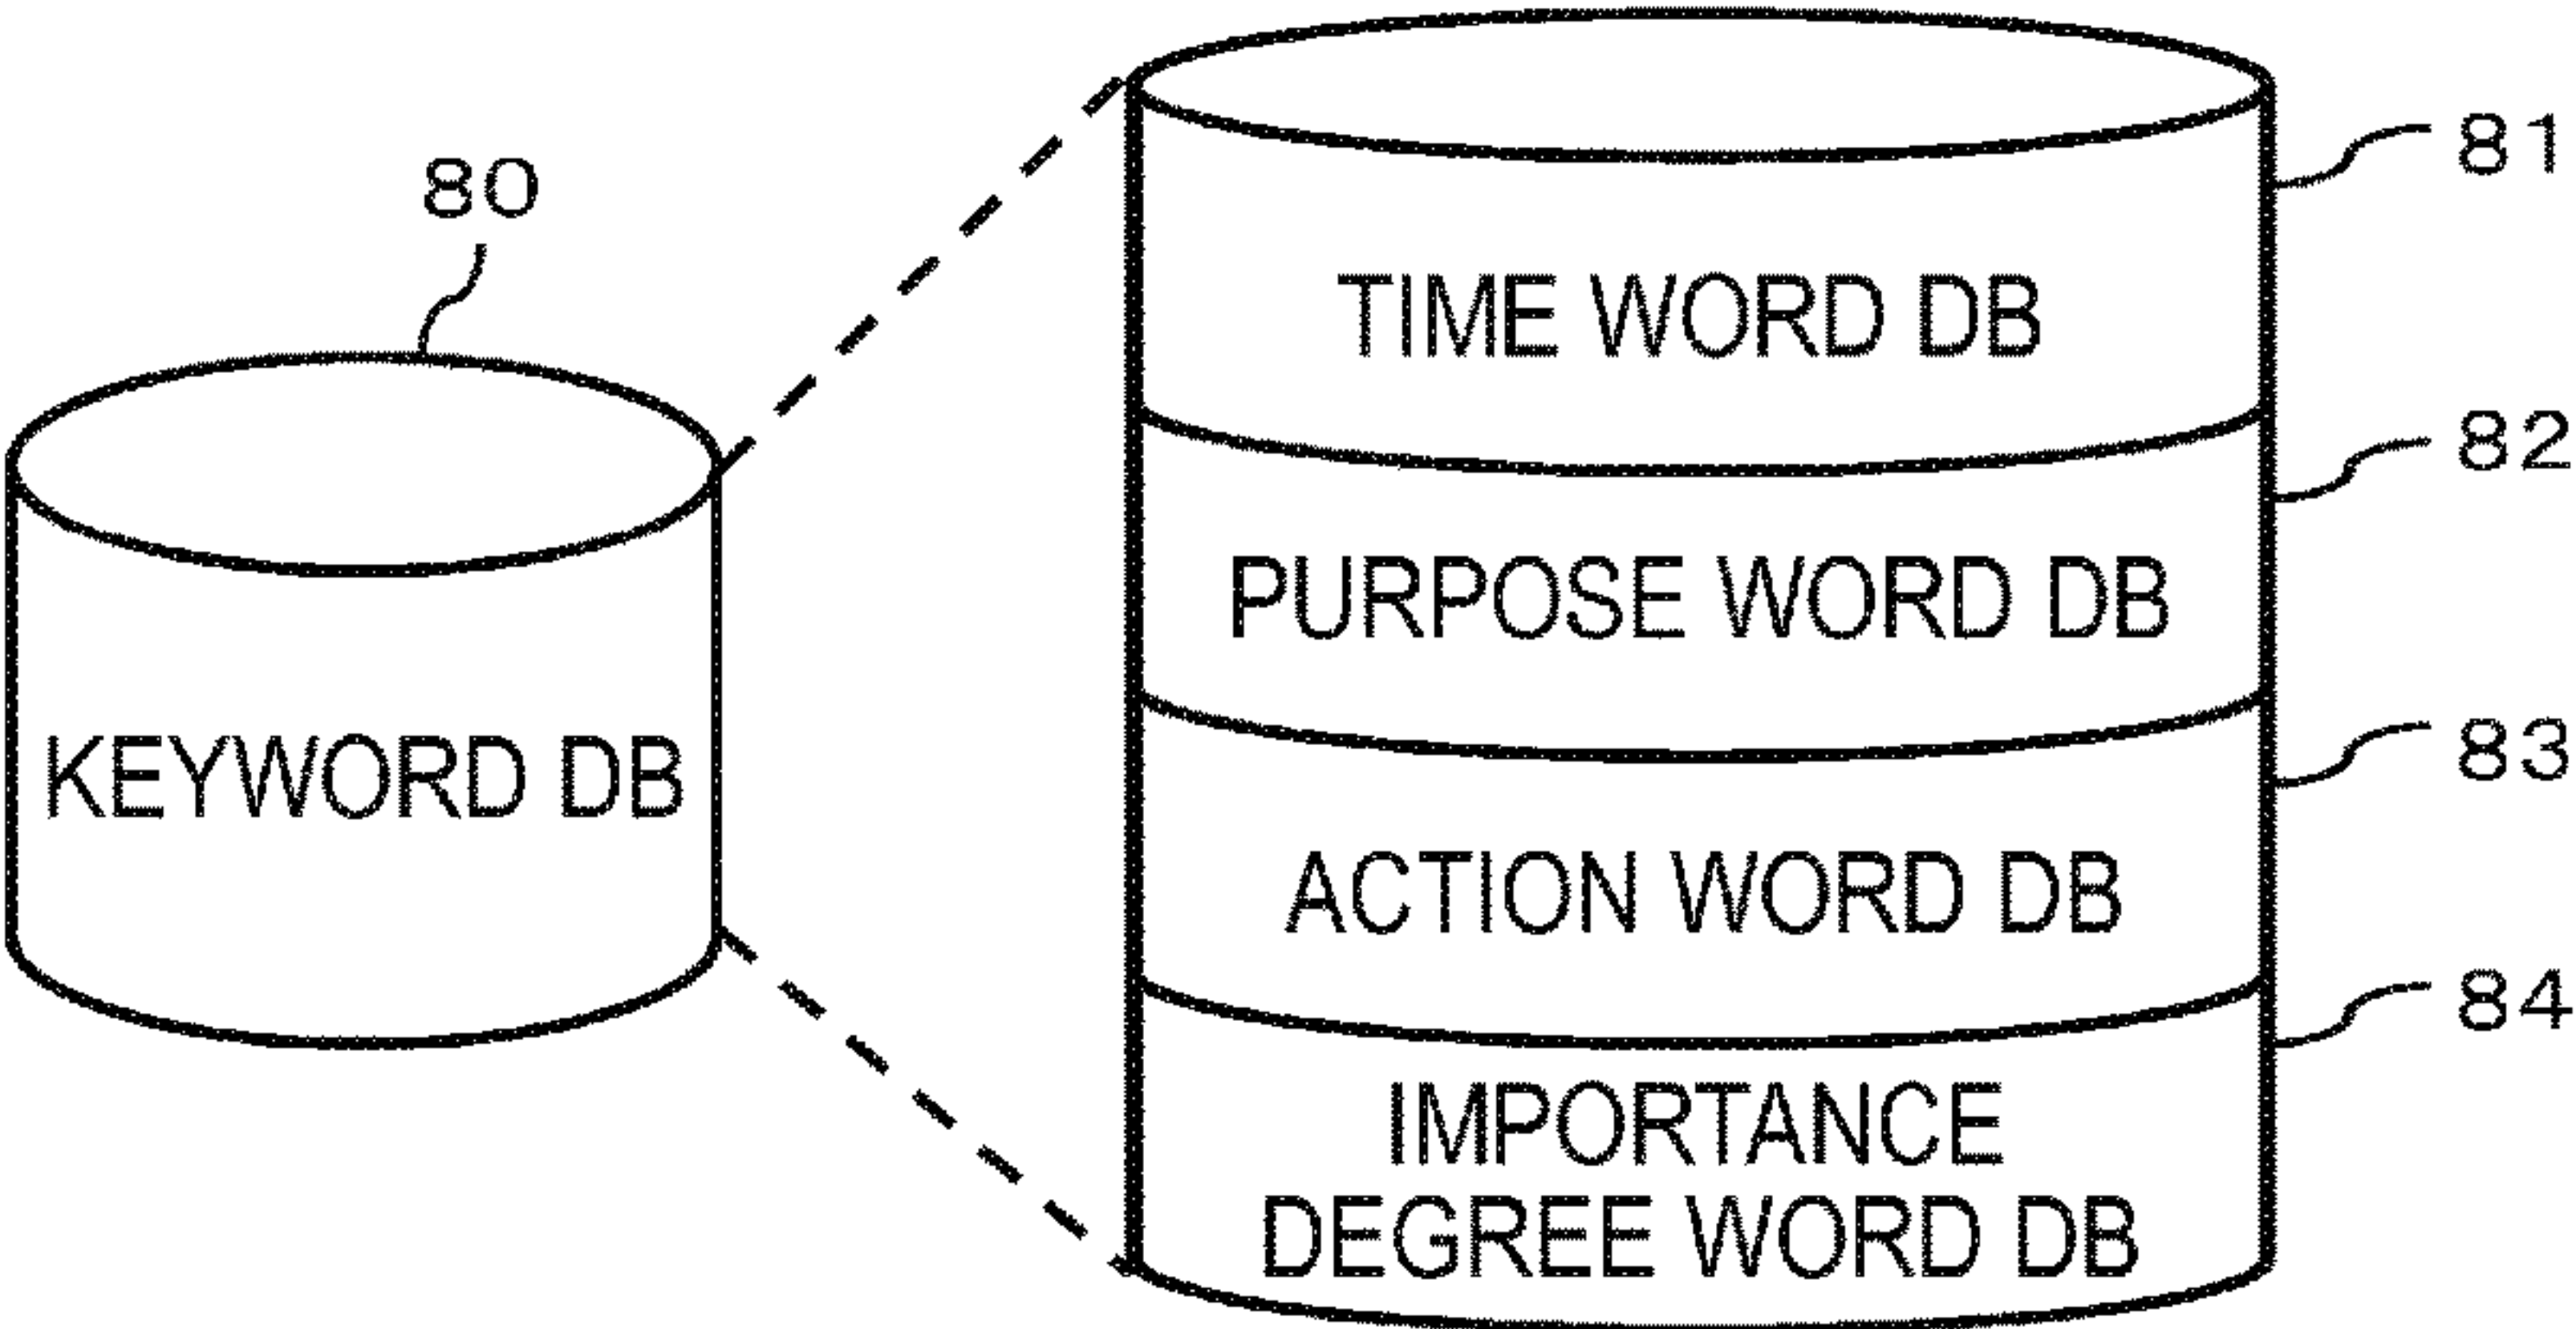 80
KEYWORD DB
81
TIME WORD DB
82
PURPOSE WORD DB
83
ACTION WORD DB
84
IMPORTANCE
DEGREE WORD DB